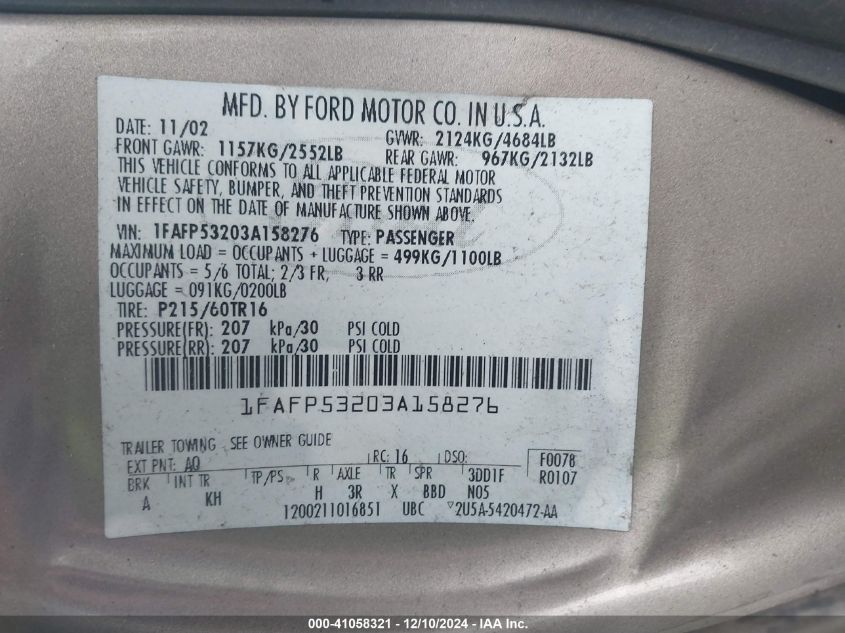 MFD. BY FORD MOTOR CO. IN U.S.A.
DATE: 11/02 GVWR: 2124KG/4684LB
FRONT GAWR: 1157KG/2552LB REAR GAWR: 967KG/2132LB
THIS VEHICLE CONFORMS TO ALL APPLICABLE FEDERAL MOTOR
VEHICLE SAFETY, BUMPER, AND THEFT PREVENTION STANDARDS
IN EFFECT ON THE DATE OF MANUFACTURE SHOWN ABOVE.
VIN: 1FAFP53203A158276 TYPE: PASSENGER
MAXIMUM LOAD = OCCUPANTS + LUGGAGE = 499KG/1100LB
OCCUPANTS = 5/6 TOTAL; 2/3 FR, 3 RR
LUGGAGE = 091KG/0200LB
TIRE: P215/60TR16
PRESSURE(FR): 207 kPa/30 PSI COLD
PRESSURE(RR): 207 kPa/30 PSI COLD
1FAFP53203A158276
TRAILER TOWING - SEE OWNER GUIDE
EXT PNT: AQ RC: 16 DSO: F0078
BRK INT TR TP/PS R AXLE TR SPR 3DD1F R0107
A KH H 3R X BBD N05
1200211016851 UBC 2U5A-5420472-AA
000-41058321 - 12/10/2024 - IAA Inc.